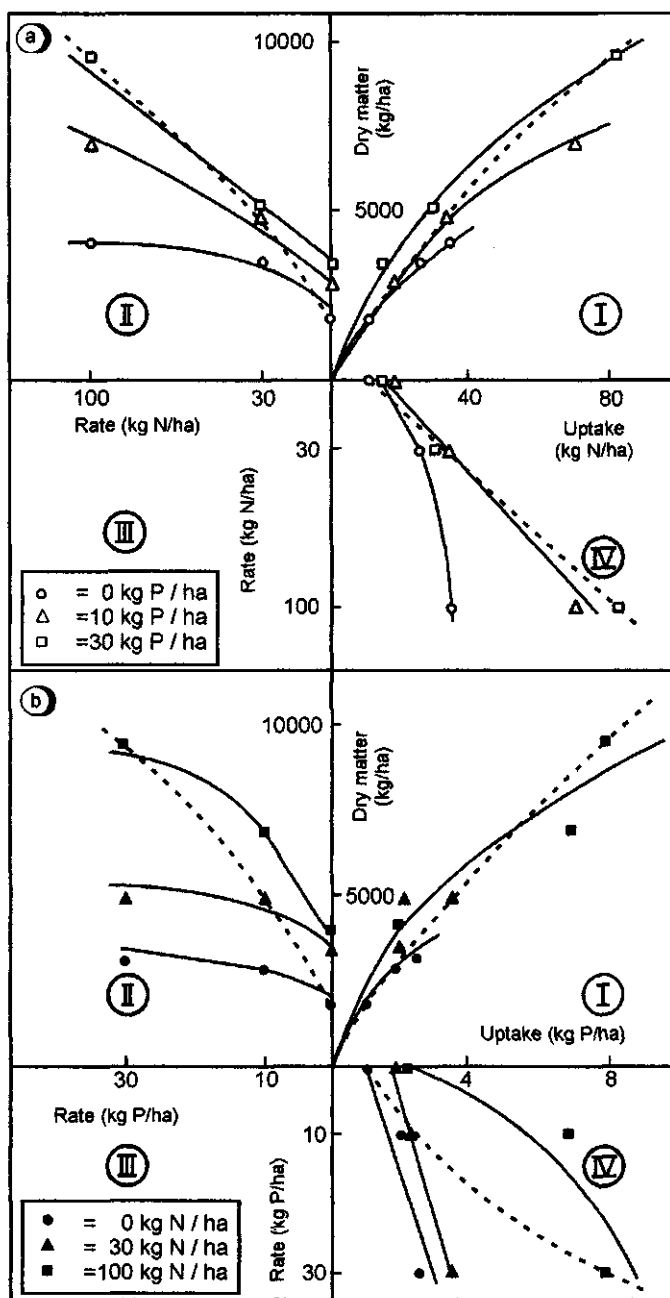 a
10000
Dry matter
(kg/ha)
5000
II
I
100
30
40
80
Rate (kg N/ha)
Uptake
(kg N/ha)
30
Rate (kg N/ha)
III
IV
= 0 kg P / ha
=10 kg P / ha
=30 kg P / ha
100
b
10000
Dry matter
(kg/ha)
5000
II
I
Uptake (kg P/ha)
30
10
4
8
Rate (kg P/ha)
10
III
IV
Rate (kg P/ha)
= 0 kg N / ha
= 30 kg N / ha
=100 kg N / ha
30